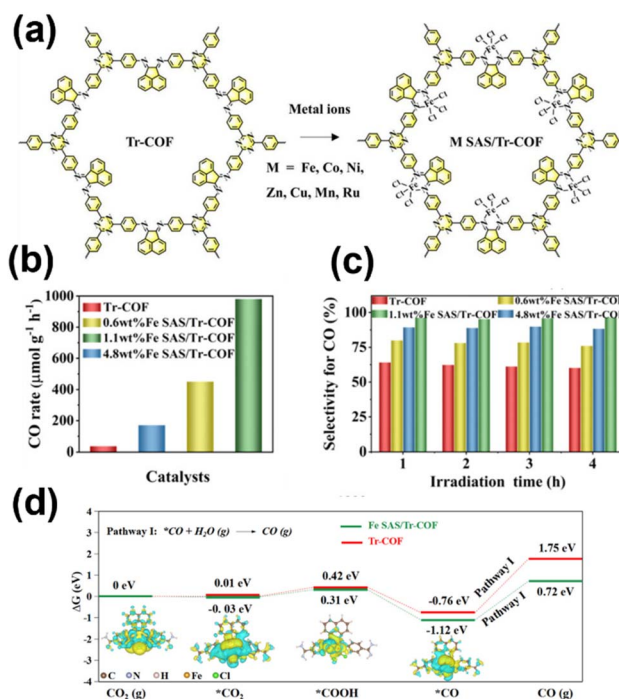 (a)
Tr-COF
Metal ions
M = Fe, Co, Ni,
Zn, Cu, Mn, Ru
M SAS/Tr-COF
(b)
Tr-COF
0.6wt%Fe SAS/Tr-COF
1.1wt%Fe SAS/Tr-COF
4.8wt%Fe SAS/Tr-COF
CO rate (μmol g⁻¹ h⁻¹)
1000
800
600
400
200
0
Catalysts
(c)
Tr-COF 0.6wt%Fe SAS/Tr-COF
1.1wt%Fe SAS/Tr-COF 4.8wt%Fe SAS/Tr-COF
Selectivity for CO (%)
100
75
50
25
0
1 2 3 4
Irradiation time (h)
(d)
Pathway I: *CO + H₂O (g) → CO (g)
Fe SAS/Tr-COF
Tr-COF
ΔG (eV)
4
3
2
1
0
-1
-2
-3
-4
0 eV
0.01 eV
-0.03 eV
0.42 eV
0.31 eV
-0.76 eV
-1.12 eV
Pathway I
Pathway I
1.75 eV
0.72 eV
C N H Fe Cl
CO₂ (g) *CO₂ *COOH *CO CO (g)